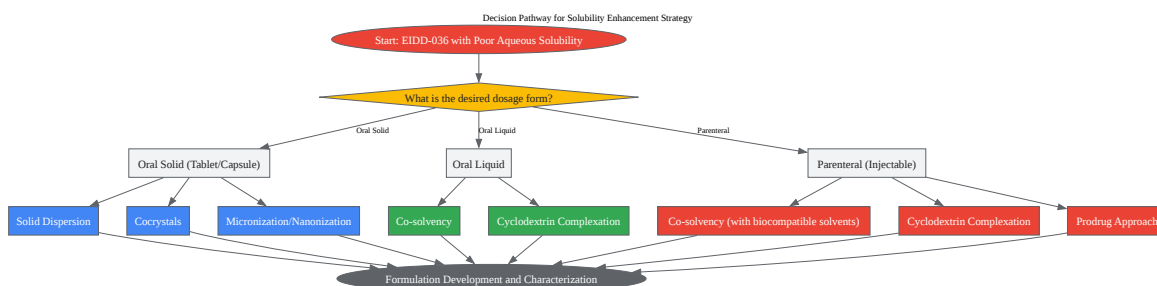 Decision Pathway for Solubility Enhancement Strategy
Start: EIDD-036 with Poor Aqueous Solubility
What is the desired dosage form?
Oral Solid
Oral Liquid
Parenteral
Oral Solid (Tablet/Capsule)
Oral Liquid
Parenteral (Injectable)
Solid Dispersion
Cocrystals
Micronization/Nanonization
Co-solvency
Cyclodextrin Complexation
Co-solvency (with biocompatible solvents)
Cyclodextrin Complexation
Prodrug Approach
Formulation Development and Characterization